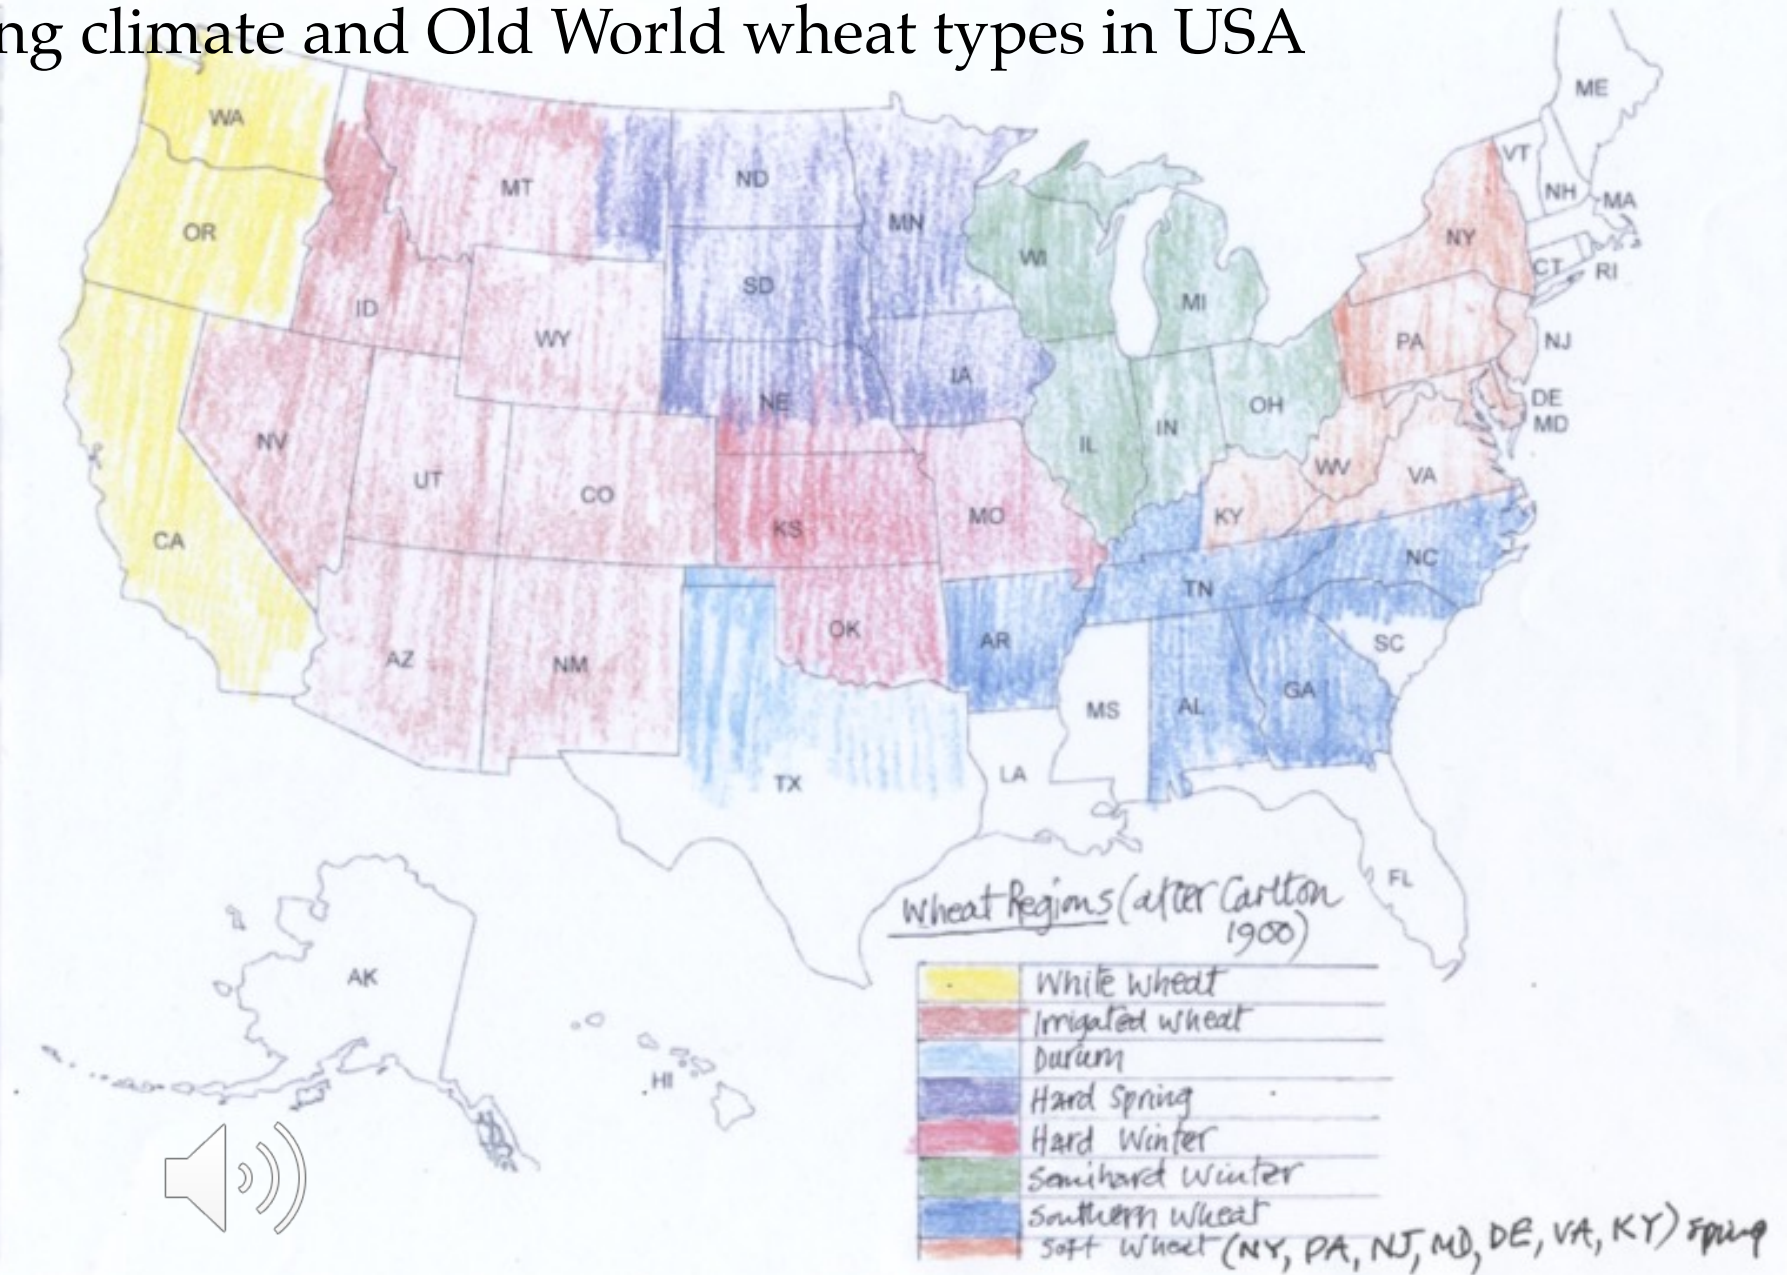 ng climate and Old World wheat types in USA
ME
WA
VT
MT
ND
NH
MA
MN
OR
NY
WI
CT
RI
SD
MI
ID
WY
PA
NJ
IA
NE
DE
OH
MD
IN
NV
IL
WV
UT
VA
CO
KY
MO
KS
CA
NC
TN
OK
AR
SC
AZ
NM
GA
AL
MS
LA
TX
FL
Wheat Regions (after Carlton
1900)
AK
HI
White wheat
Irrigated wheat
Durum
Hard Spring
Hard Winter
Semihard Winter
Southern wheat
Soft wheat (NY, PA, NJ, MD, DE, VA, KY) Spring